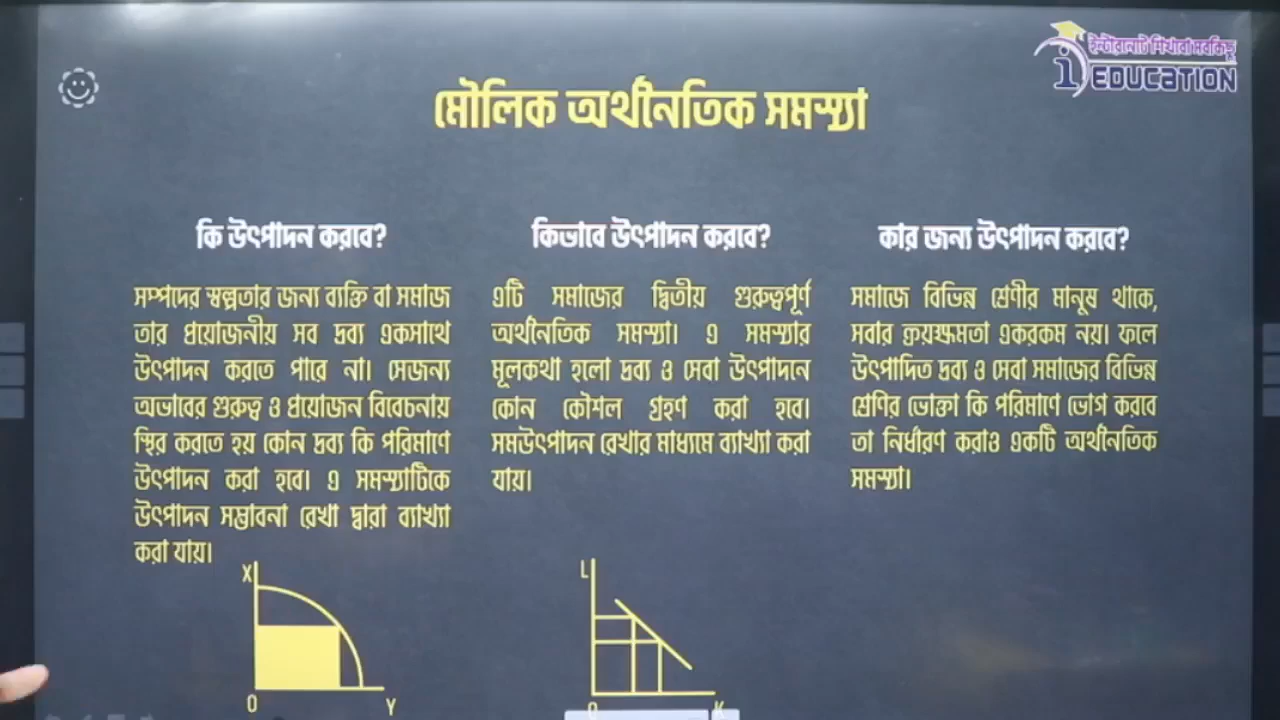 ইন্টারনেট শিখাবো সবকিছু
i EDUCATION
মৌলিক অর্থনৈতিক সমস্যা
কি উৎপাদন করবে?
সম্পদের স্বল্পতার জন্য ব্যক্তি বা সমাজ
তার প্রয়োজনীয় সব দ্রব্য একসাথে
উৎপাদন করতে পারে না। সেজন্য
অভাবের গুরুত্ব ও প্রয়োজন বিবেচনায়
স্থির করতে হয় কোন দ্রব্য কি পরিমাণে
উৎপাদন করা হবে। এ সমস্যাটিকে
উৎপাদন সম্ভাবনা রেখা দ্বারা ব্যাখ্যা
করা যায়।
X
O
Y
কিভাবে উৎপাদন করবে?
এটি সমাজের দ্বিতীয় গুরুত্বপূর্ণ
অর্থনৈতিক সমস্যা। এ সমস্যার
মূলকথা হলো দ্রব্য ও সেবা উৎপাদনে
কোন কৌশল গ্রহণ করা হবে।
সমউৎপাদন রেখার মাধ্যমে ব্যাখ্যা করা
যায়।
L
O
K
কার জন্য উৎপাদন করবে?
সমাজে বিভিন্ন শ্রেণীর মানুষ থাকে,
সবার ক্রয়ক্ষমতা একরকম নয়। ফলে
উৎপাদিত দ্রব্য ও সেবা সমাজের বিভিন্ন
শ্রেণির ভোক্তা কি পরিমাণে ভোগ করবে
তা নির্ধারণ করাও একটি অর্থনৈতিক
সমস্যা।